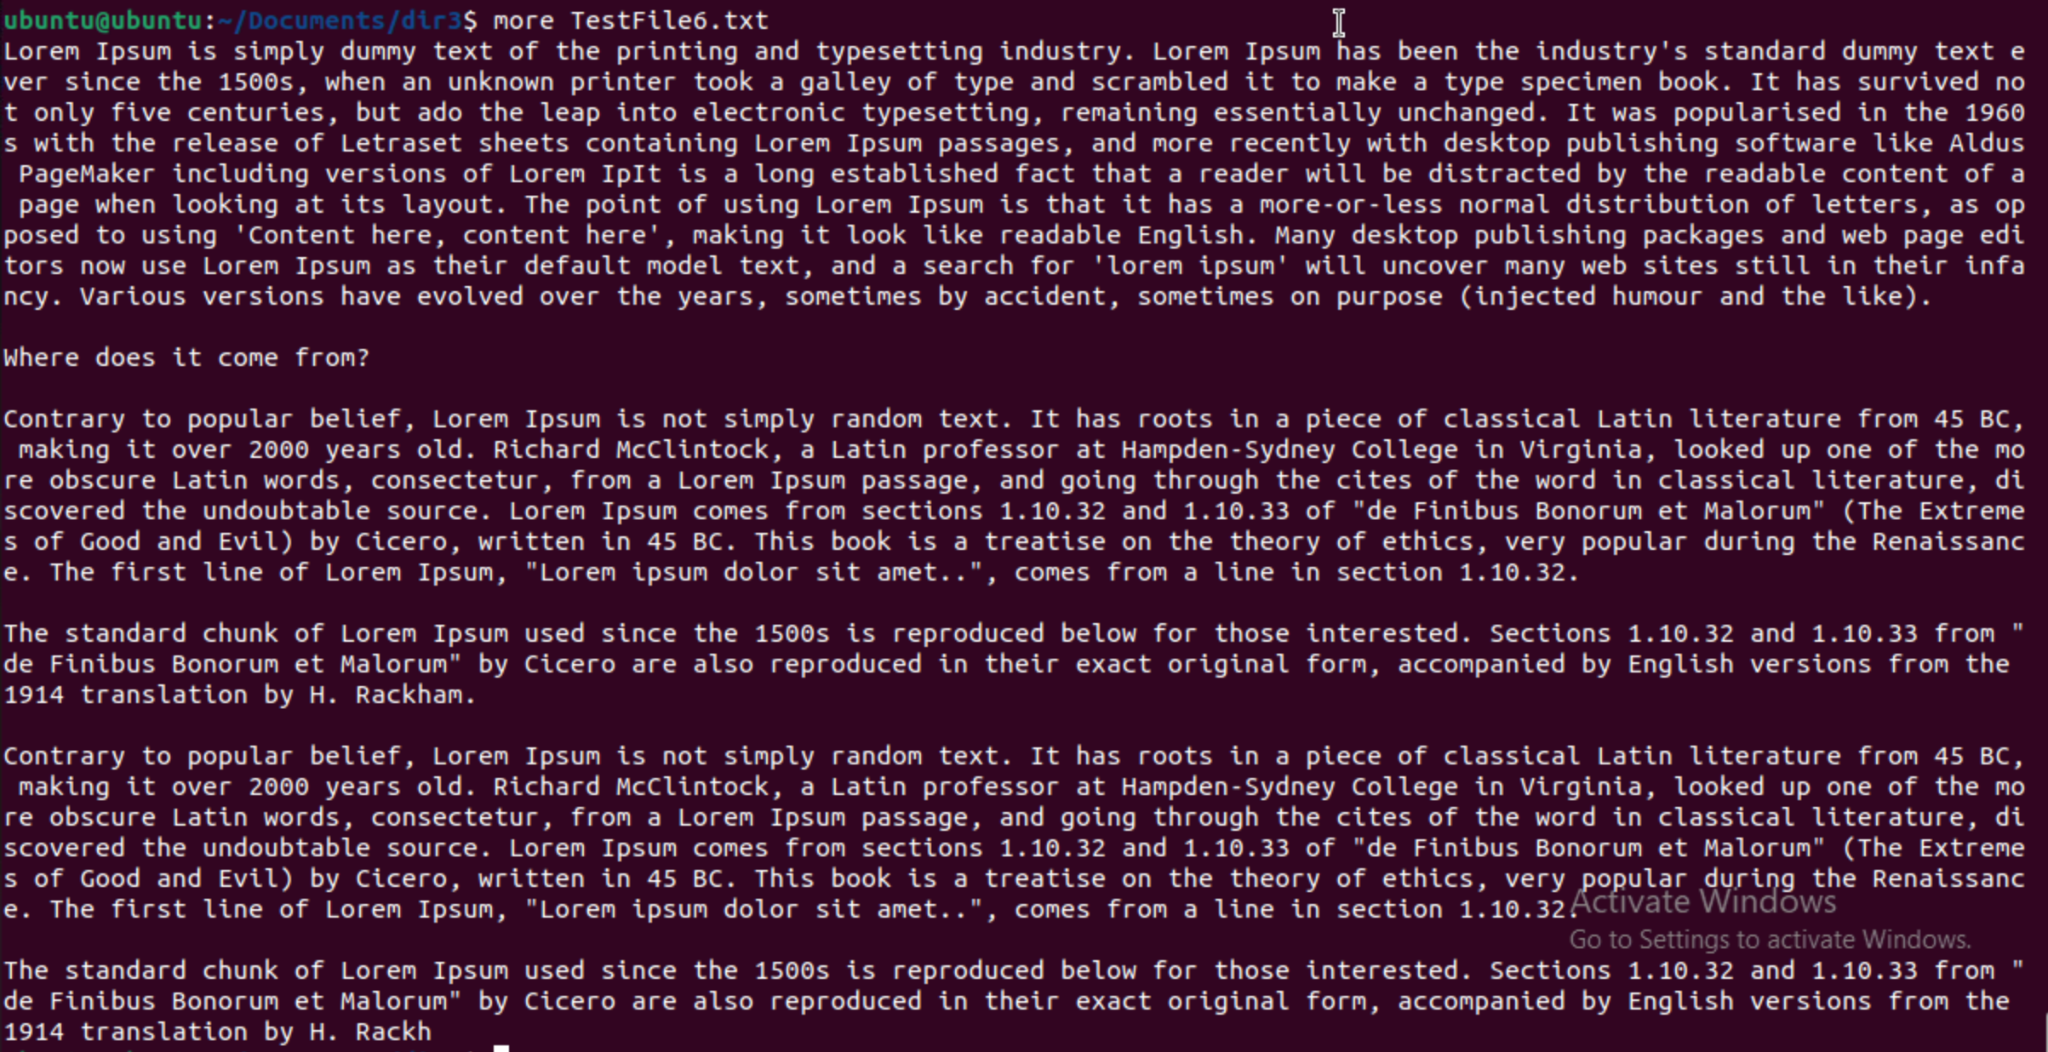 ubuntu@ubuntu:~/Documents/dir3$ more TestFile6.txt
Lorem Ipsum is simply dummy text of the printing and typesetting industry. Lorem Ipsum has been the industry's standard dummy text e
ver since the 1500s, when an unknown printer took a galley of type and scrambled it to make a type specimen book. It has survived no
t only five centuries, but ado the leap into electronic typesetting, remaining essentially unchanged. It was popularised in the 1960
s with the release of Letraset sheets containing Lorem Ipsum passages, and more recently with desktop publishing software like Aldus
 PageMaker including versions of Lorem IpIt is a long established fact that a reader will be distracted by the readable content of a
 page when looking at its layout. The point of using Lorem Ipsum is that it has a more-or-less normal distribution of letters, as op
posed to using 'Content here, content here', making it look like readable English. Many desktop publishing packages and web page edi
tors now use Lorem Ipsum as their default model text, and a search for 'lorem ipsum' will uncover many web sites still in their infa
ncy. Various versions have evolved over the years, sometimes by accident, sometimes on purpose (injected humour and the like).

Where does it come from?

Contrary to popular belief, Lorem Ipsum is not simply random text. It has roots in a piece of classical Latin literature from 45 BC,
 making it over 2000 years old. Richard McClintock, a Latin professor at Hampden-Sydney College in Virginia, looked up one of the mo
re obscure Latin words, consectetur, from a Lorem Ipsum passage, and going through the cites of the word in classical literature, di
scovered the undoubtable source. Lorem Ipsum comes from sections 1.10.32 and 1.10.33 of "de Finibus Bonorum et Malorum" (The Extreme
s of Good and Evil) by Cicero, written in 45 BC. This book is a treatise on the theory of ethics, very popular during the Renaissanc
e. The first line of Lorem Ipsum, "Lorem ipsum dolor sit amet..", comes from a line in section 1.10.32.

The standard chunk of Lorem Ipsum used since the 1500s is reproduced below for those interested. Sections 1.10.32 and 1.10.33 from "
de Finibus Bonorum et Malorum" by Cicero are also reproduced in their exact original form, accompanied by English versions from the
1914 translation by H. Rackham.

Contrary to popular belief, Lorem Ipsum is not simply random text. It has roots in a piece of classical Latin literature from 45 BC,
 making it over 2000 years old. Richard McClintock, a Latin professor at Hampden-Sydney College in Virginia, looked up one of the mo
re obscure Latin words, consectetur, from a Lorem Ipsum passage, and going through the cites of the word in classical literature, di
scovered the undoubtable source. Lorem Ipsum comes from sections 1.10.32 and 1.10.33 of "de Finibus Bonorum et Malorum" (The Extreme
s of Good and Evil) by Cicero, written in 45 BC. This book is a treatise on the theory of ethics, very popular during the Renaissanc
e. The first line of Lorem Ipsum, "Lorem ipsum dolor sit amet..", comes from a line in section 1.10.32.
Activate Windows
Go to Settings to activate Windows.

The standard chunk of Lorem Ipsum used since the 1500s is reproduced below for those interested. Sections 1.10.32 and 1.10.33 from "
de Finibus Bonorum et Malorum" by Cicero are also reproduced in their exact original form, accompanied by English versions from the
1914 translation by H. Rackh